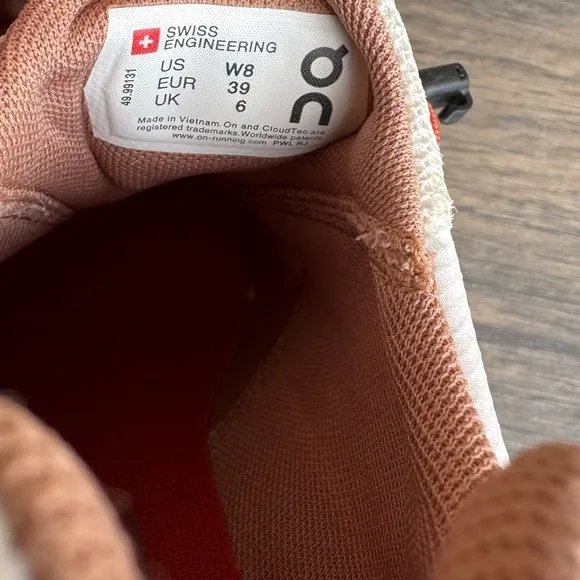 SWISS
ENGINEERING
US W8
EUR 39
UK 6
Made in Vietnam. On and CloudTec are
registered trademarks. Worldwide patents.
www.on-running.com PWL RJ
49.99131
On